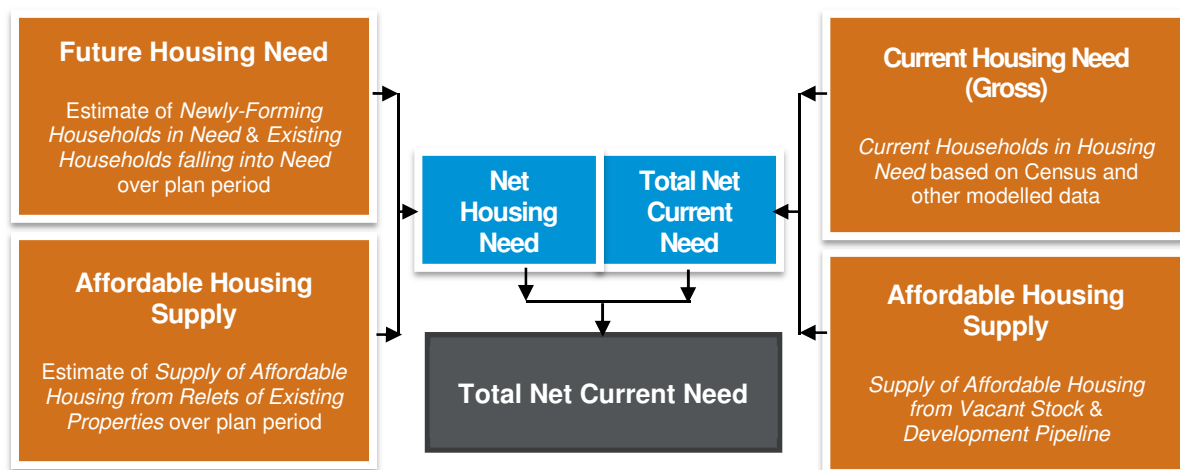 Future Housing Need
Estimate of Newly-Forming
Households in Need & Existing
Households falling into Need
over plan period
Affordable Housing
Supply
Estimate of Supply of Affordable
Housing from Relets of Existing
Properties over plan period
Net
Housing
Need
Total Net
Current
Need
Total Net Current Need
Current Housing Need
(Gross)
Current Households in Housing
Need based on Census and
other modelled data
Affordable Housing
Supply
Supply of Affordable Housing
from Vacant Stock &
Development Pipeline